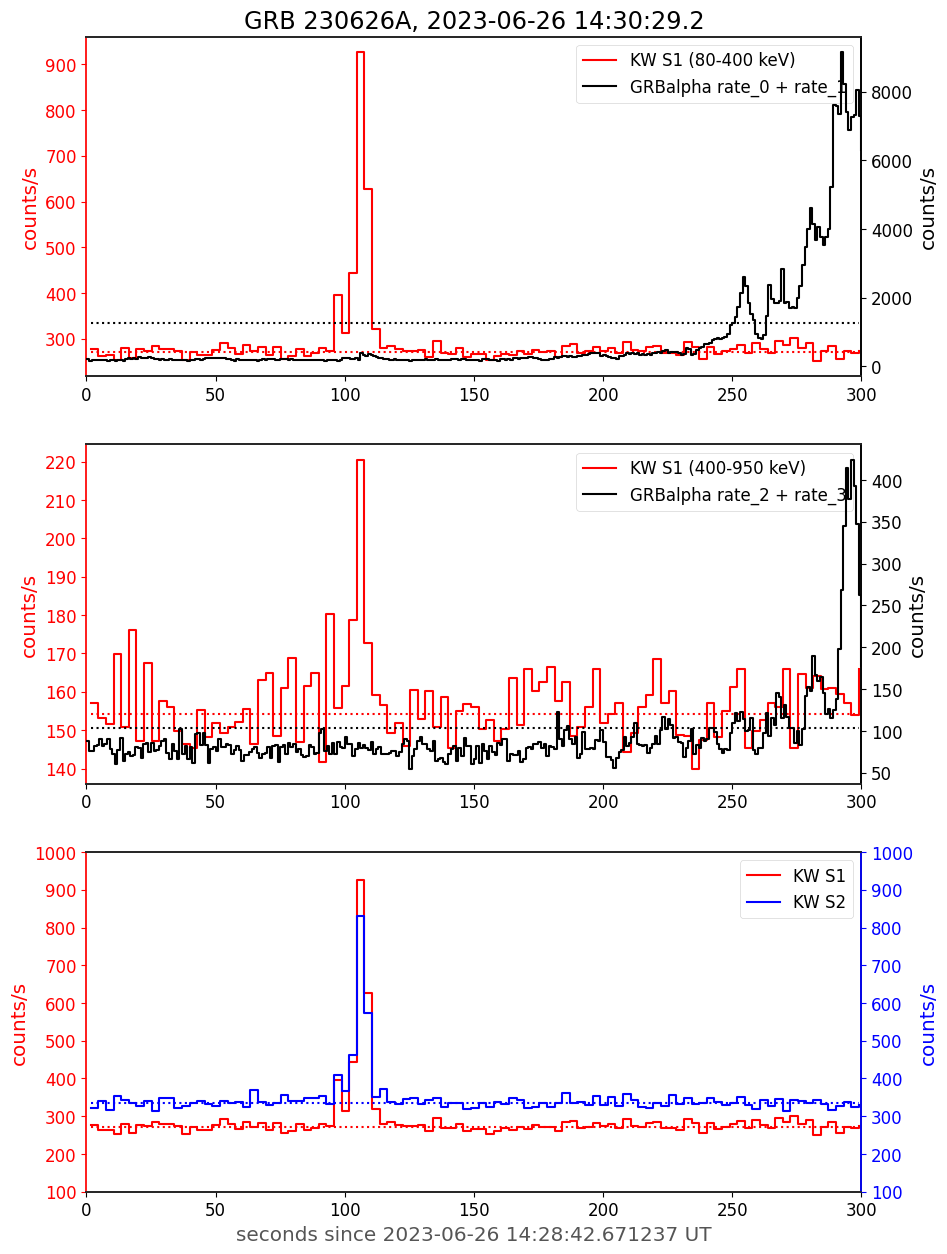 GRB 230626A, 2023-06-26 14:30:29.2
KW S1 (80-400 keV)
GRBalpha rate_0 + rate_1
900
800
700
600
500
400
300
counts/s
8000
6000
4000
2000
0
counts/s
0 50 100 150 200 250 300
KW S1 (400-950 keV)
GRBalpha rate_2 + rate_3
220
210
200
190
180
170
160
150
140
counts/s
400
350
300
250
200
150
100
50
counts/s
0 50 100 150 200 250 300
KW S1
KW S2
1000
900
800
700
600
500
400
300
200
100
counts/s
1000
900
800
700
600
500
400
300
200
100
counts/s
0 50 100 150 200 250 300
seconds since 2023-06-26 14:28:42.671237 UT